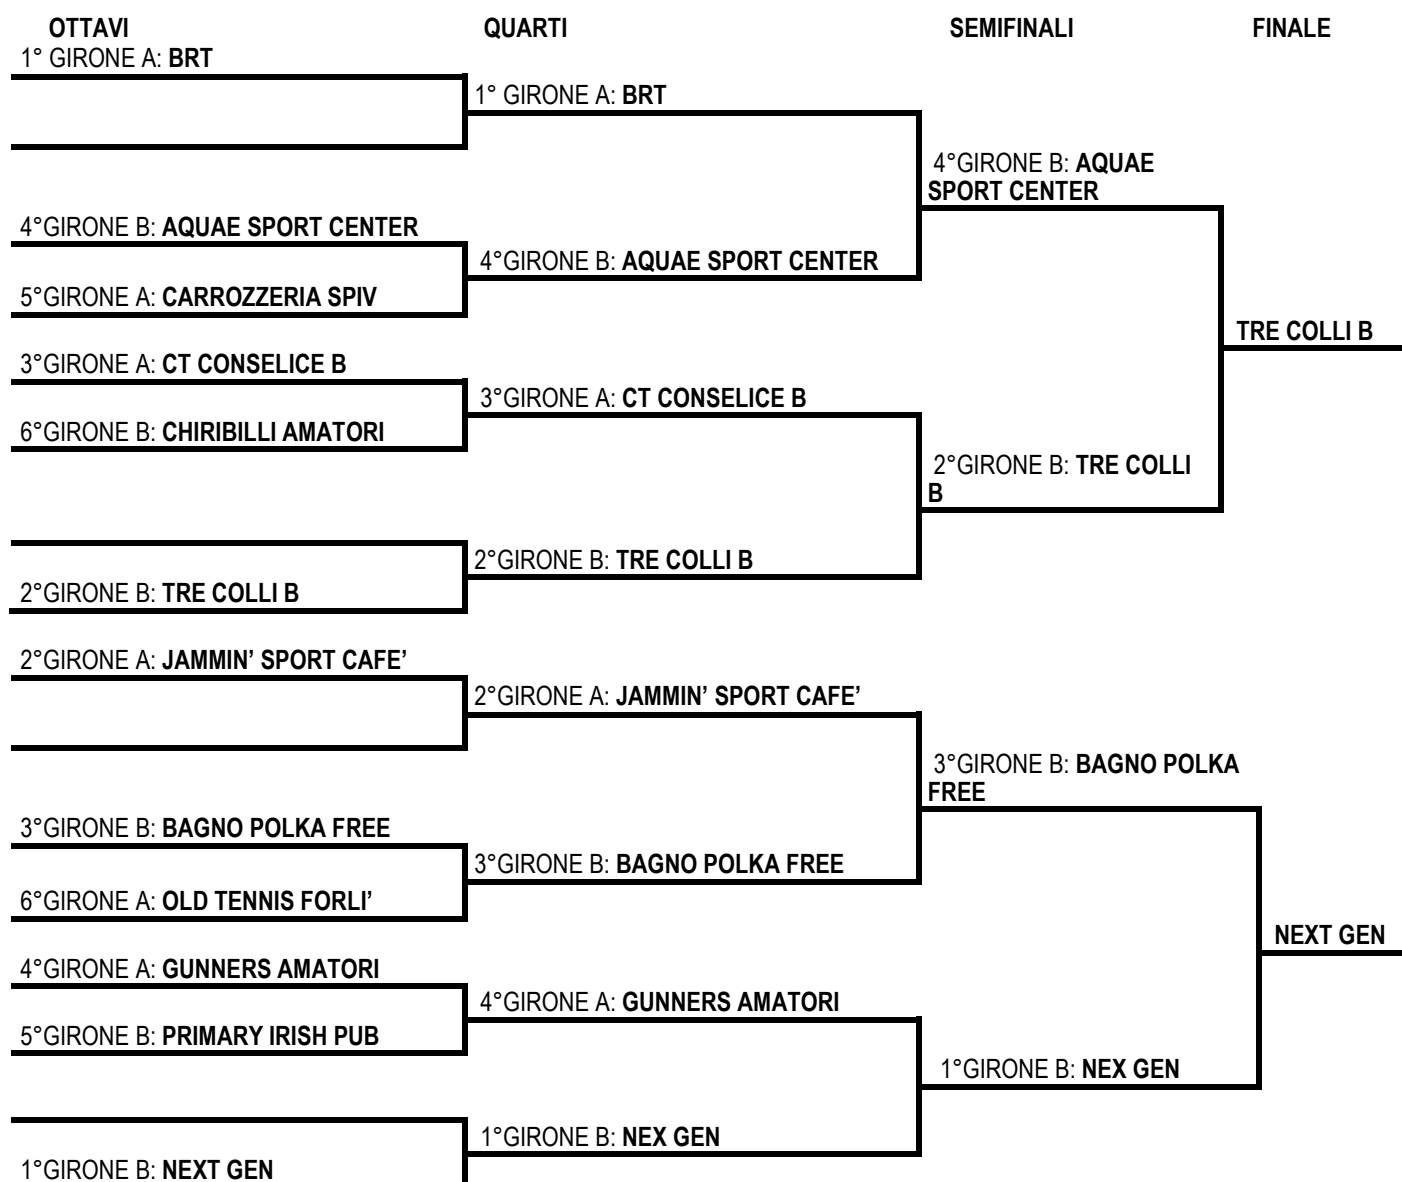 OTTAVI QUARTI SEMIFINALI FINALE
1° GIRONE A: BRT
1° GIRONE A: BRT
4°GIRONE B: AQUAE
SPORT CENTER
4°GIRONE B: AQUAE SPORT CENTER
4°GIRONE B: AQUAE SPORT CENTER
5°GIRONE A: CARROZZERIA SPIV
TRE COLLI B
3°GIRONE A: CT CONSELICE B
3°GIRONE A: CT CONSELICE B
6°GIRONE B: CHIRIBILLI AMATORI
2°GIRONE B: TRE COLLI
B
2°GIRONE B: TRE COLLI B
2°GIRONE B: TRE COLLI B
2°GIRONE A: JAMMIN’ SPORT CAFE’
2°GIRONE A: JAMMIN’ SPORT CAFE’
3°GIRONE B: BAGNO POLKA
FREE
3°GIRONE B: BAGNO POLKA FREE
3°GIRONE B: BAGNO POLKA FREE
6°GIRONE A: OLD TENNIS FORLI’
NEXT GEN
4°GIRONE A: GUNNERS AMATORI
4°GIRONE A: GUNNERS AMATORI
5°GIRONE B: PRIMARY IRISH PUB
1°GIRONE B: NEX GEN
1°GIRONE B: NEX GEN
1°GIRONE B: NEXT GEN